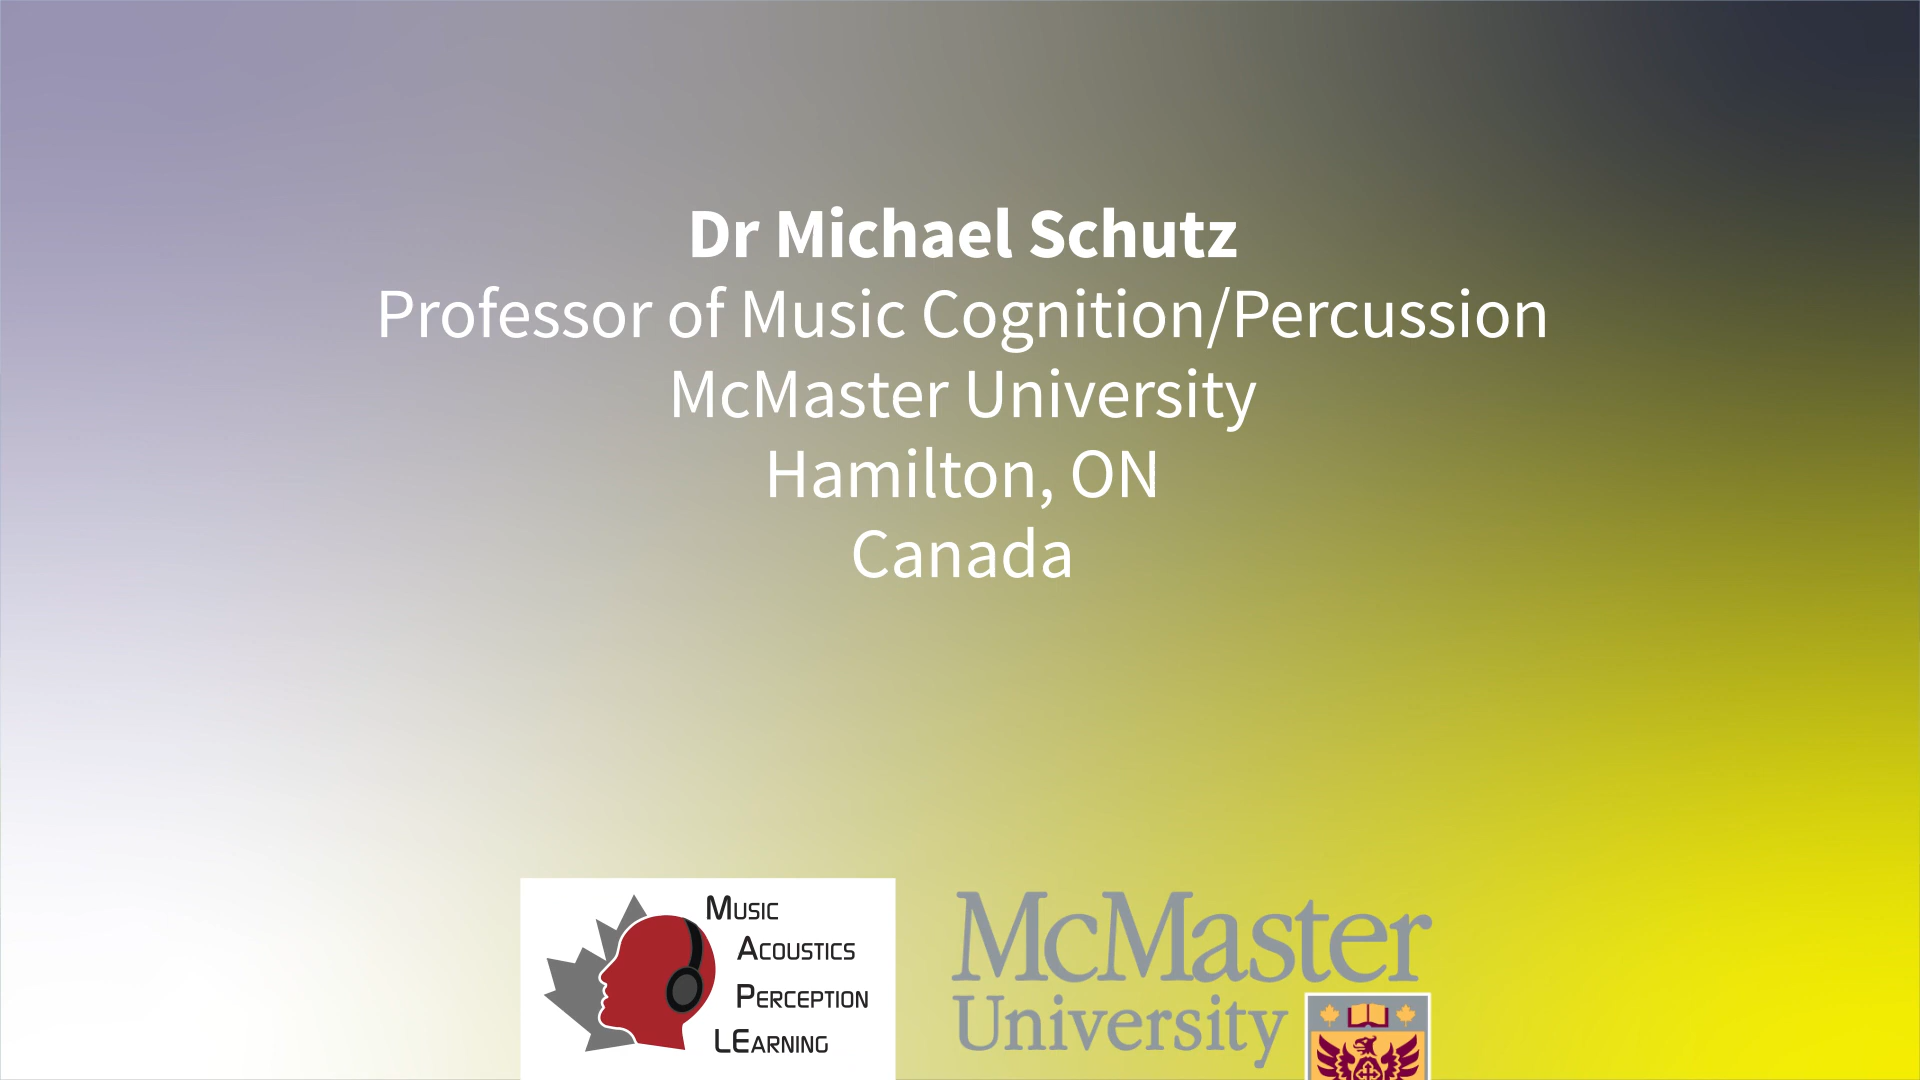 Dr Michael Schutz
Professor of Music Cognition/Percussion
McMaster University
Hamilton, ON
Canada
MUSIC
ACOUSTICS
PERCEPTION
LEARNING
McMaster
University